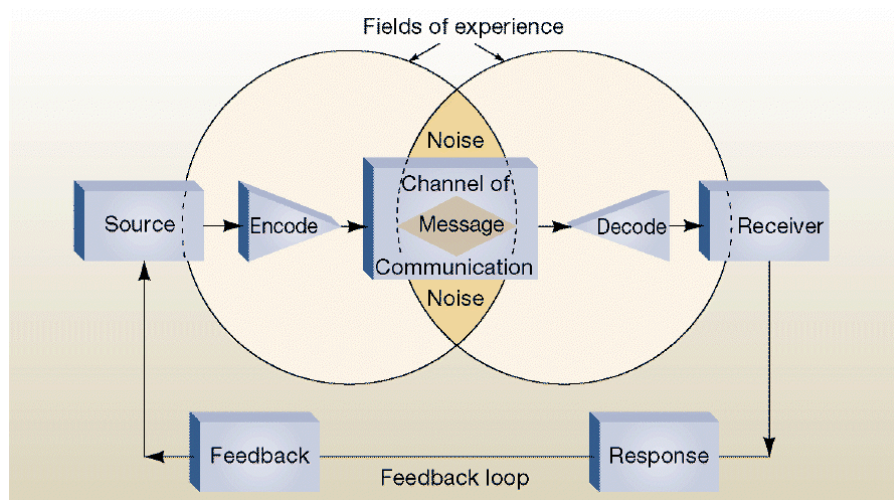 Fields of experience
Noise
Channel of
Source
Encode
Message
Decode
Receiver
Communication
Noise
Feedback
Response
Feedback loop